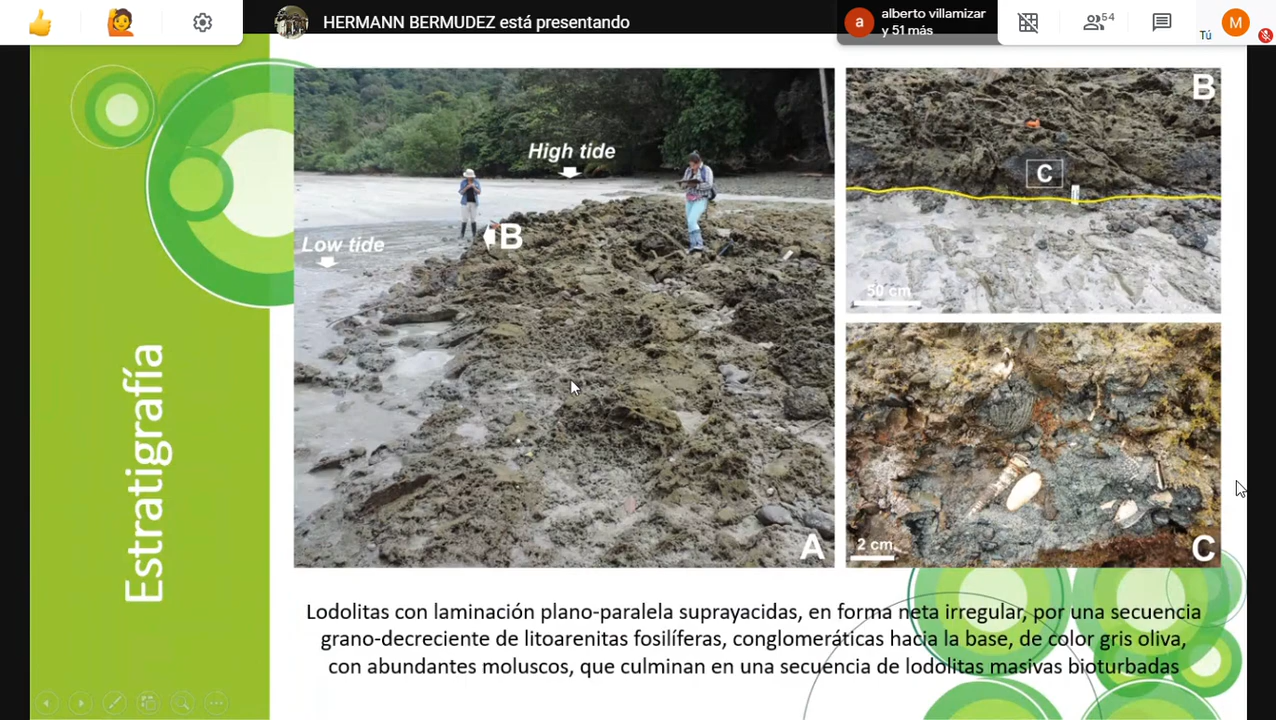 HERMANN BERMUDEZ está presentando
a
alberto villamizar
y 51 más
54
Tú
M
Estratigrafía
High tide
Low tide
B
A
B
C
50 cm
2 cm
C
Lodolitas con laminación plano-paralela suprayacidas, en forma neta irregular, por una secuencia
grano-decreciente de litoarenitas fosilíferas, conglomeráticas hacia la base, de color gris oliva,
con abundantes moluscos, que culminan en una secuencia de lodolitas masivas bioturbadas